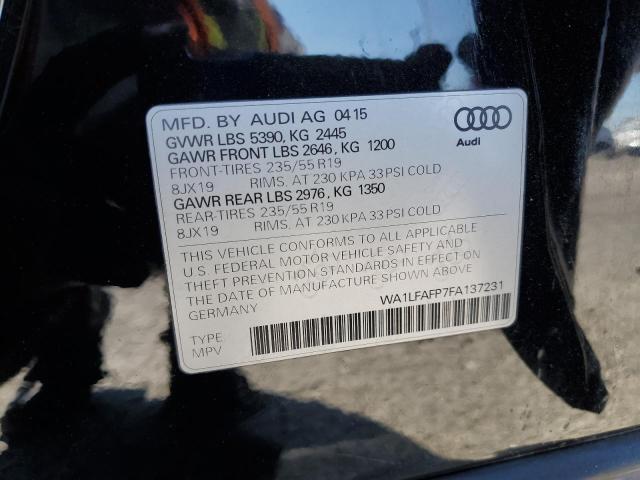 MFD. BY AUDI AG 04 15
GVWR LBS 5390, KG 2445
GAWR FRONT LBS 2646, KG 1200
FRONT-TIRES 235/55 R19
8JX19 RIMS. AT 230 KPA 33 PSI COLD
GAWR REAR LBS 2976, KG 1350
REAR-TIRES 235/55 R19
8JX19 RIMS. AT 230 KPA 33 PSI COLD
Audi
THIS VEHICLE CONFORMS TO ALL APPLICABLE
U.S. FEDERAL MOTOR VEHICLE SAFETY AND
THEFT PREVENTION STANDARDS IN EFFECT ON
THE DATE OF MANUFACTURE SHOWN ABOVE
GERMANY
WA1LFAFP7FA137231
TYPE
MPV